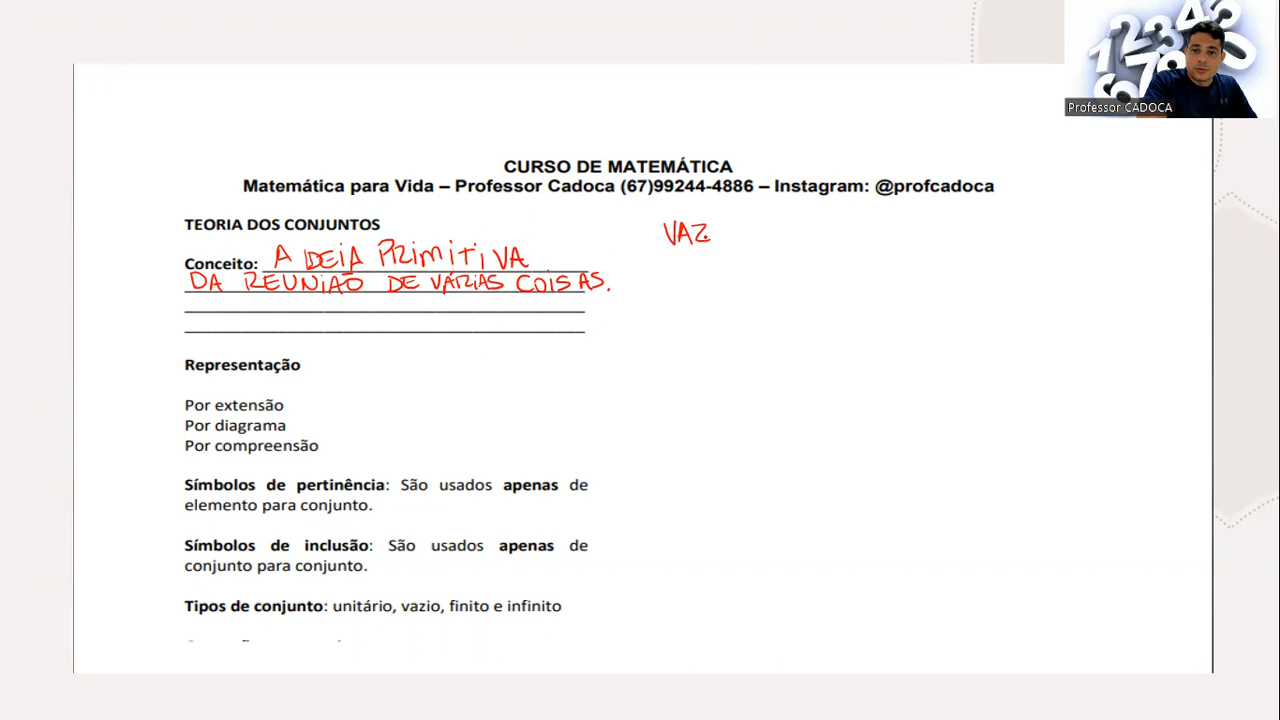 Professor CADOCA
CURSO DE MATEMÁTICA
Matemática para Vida – Professor Cadoca (67)99244-4886 – Instagram: @profcadoca
TEORIA DOS CONJUNTOS
VAZ
Conceito: A IDEIA PRIMITIVA
DA REUNIÃO DE VÁRIAS COISAS.
Representação
Por extensão
Por diagrama
Por compreensão
Símbolos de pertinência: São usados apenas de
elemento para conjunto.
Símbolos de inclusão: São usados apenas de
conjunto para conjunto.
Tipos de conjunto: unitário, vazio, finito e infinito